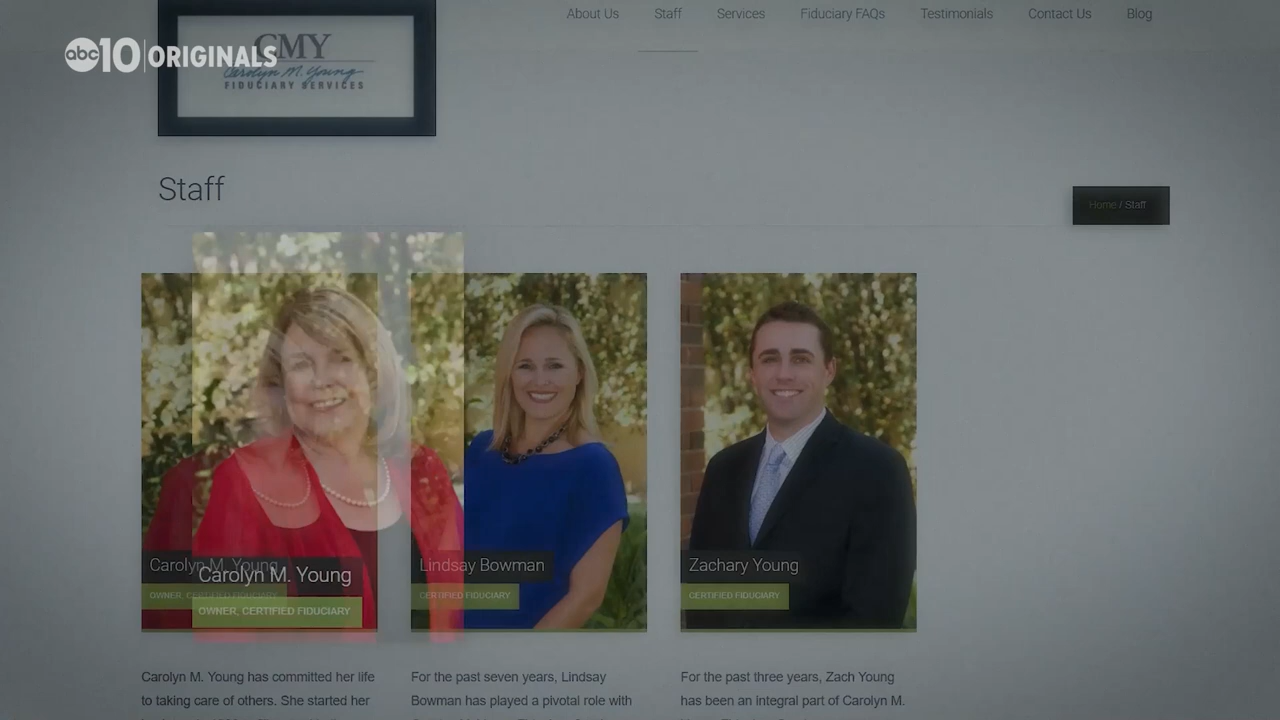 About Us Staff Services Fiduciary FAQs Testimonials Contact Us Blog
abc10 ORIGINALS
CMY
Carolyn M. Young
FIDUCIARY SERVICES
Staff
Home / Staff
Carolyn M. Young
OWNER, CERTIFIED FIDUCIARY
Carolyn M. Young
OWNER, CERTIFIED FIDUCIARY
Lindsay Bowman
CERTIFIED FIDUCIARY
Zachary Young
CERTIFIED FIDUCIARY
Carolyn M. Young has committed her life
to taking care of others. She started her
For the past seven years, Lindsay
Bowman has played a pivotal role with
For the past three years, Zach Young
has been an integral part of Carolyn M.